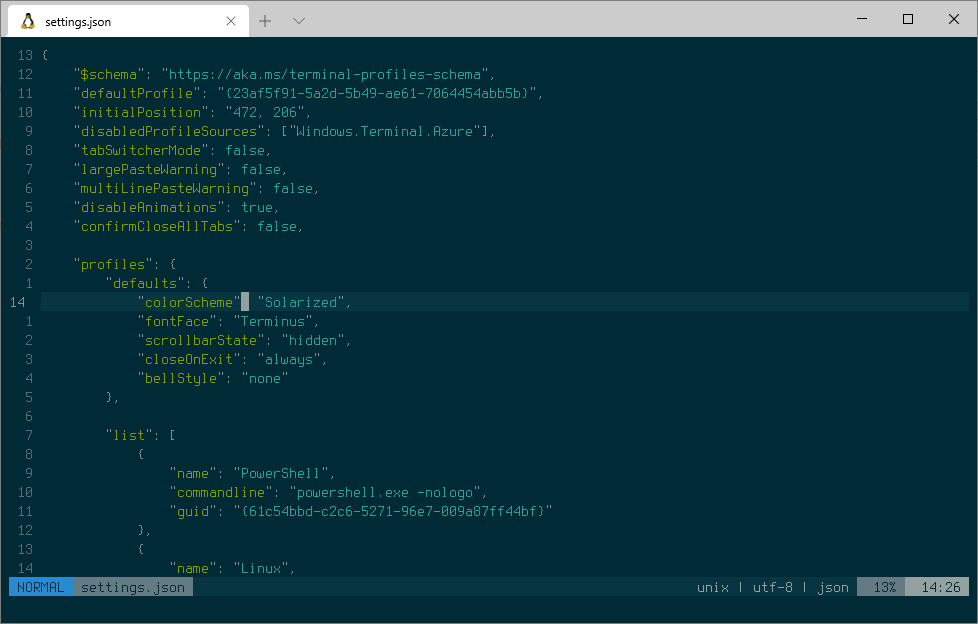 settings.json
13 {
12     "$schema": "https://aka.ms/terminal-profiles-schema",
11     "defaultProfile": "{23af5f91-5a2d-5b49-ae61-7064454abb5b}",
10     "initialPosition": "472, 206",
9     "disabledProfileSources": ["Windows.Terminal.Azure"],
8     "tabSwitcherMode": false,
7     "largePasteWarning": false,
6     "multiLinePasteWarning": false,
5     "disableAnimations": true,
4     "confirmCloseAllTabs": false,
3
2     "profiles": {
1         "defaults": {
14             "colorScheme" "Solarized",
1             "fontFace": "Terminus",
2             "scrollbarState": "hidden",
3             "closeOnExit": "always",
4             "bellStyle": "none"
5         },
6
7         "list": [
8             {
9                 "name": "PowerShell",
10                 "commandline": "powershell.exe -nologo",
11                 "guid": "{61c54bbd-c2c6-5271-96e7-009a87ff44bf}"
12             },
13             {
14                 "name": "Linux",
NORMAL settings.json unix | utf-8 | json 13% 14:26